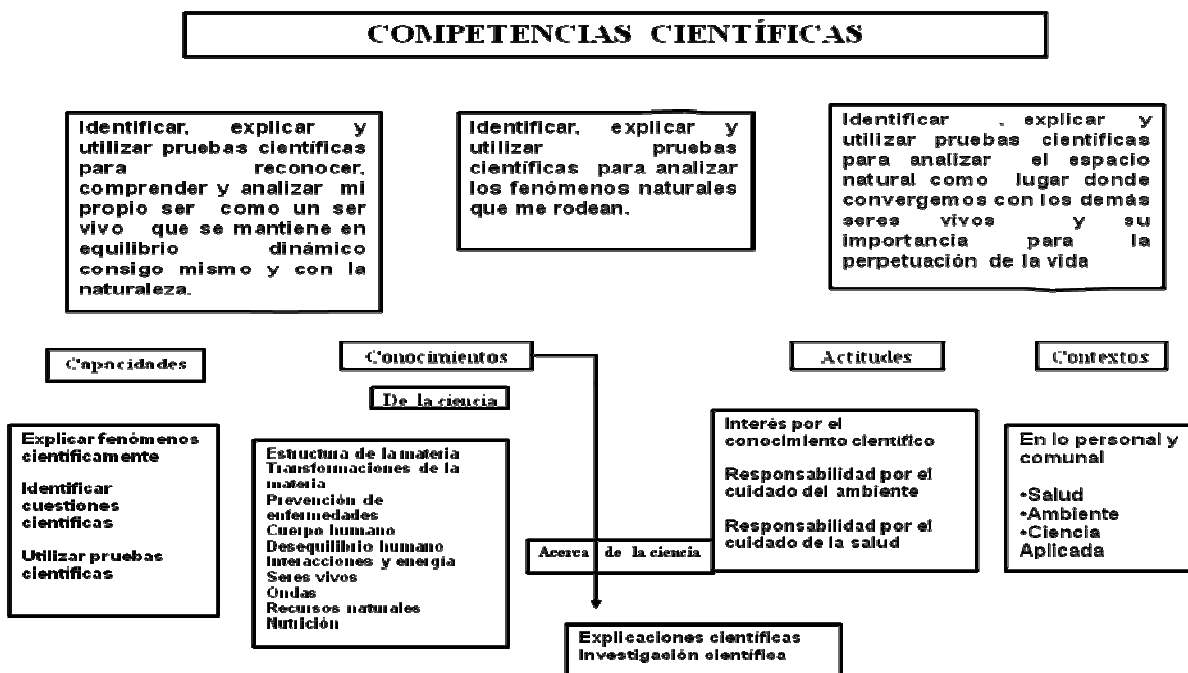 COMPETENCIAS CIENTÍFICAS
Identificar, explicar y
utilizar pruebas científicas
para reconocer,
comprender y analizar mi
propio ser como un ser
vivo que se mantiene en
equilibrio dinámico
consigo mismo y con la
naturaleza.
Identificar, explicar y
utilizar pruebas
científicas para analizar
los fenómenos naturales
que me rodean.
Identificar , explicar y
utilizar pruebas científicas
para analizar el espacio
natural como lugar donde
convergemos con los demás
seres vivos y su
importancia para la
perpetuación de la vida
Capacidades
Explicar fenómenos
científicamente
Identificar
cuestiones
científicas
Utilizar pruebas
científicas
Conocimientos
De la ciencia
Estructura de la materia
Transformaciones de la
materia
Prevención de
enfermedades
Cuerpo humano
Desequilibrio humano
Interacciones y energía
Seres vivos
Ondas
Recursos naturales
Nutrición
Acerca de la ciencia
Explicaciones científicas
Investigación científica
Actitudes
Interés por el
conocimiento científico
Responsabilidad por el
cuidado del ambiente
Responsabilidad por el
cuidado de la salud
Contextos
En lo personal y
comunal
•Salud
•Ambiente
•Ciencia
Aplicada